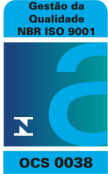 Gestão da
Qualidade
NBR ISO 9001
OCS 0038